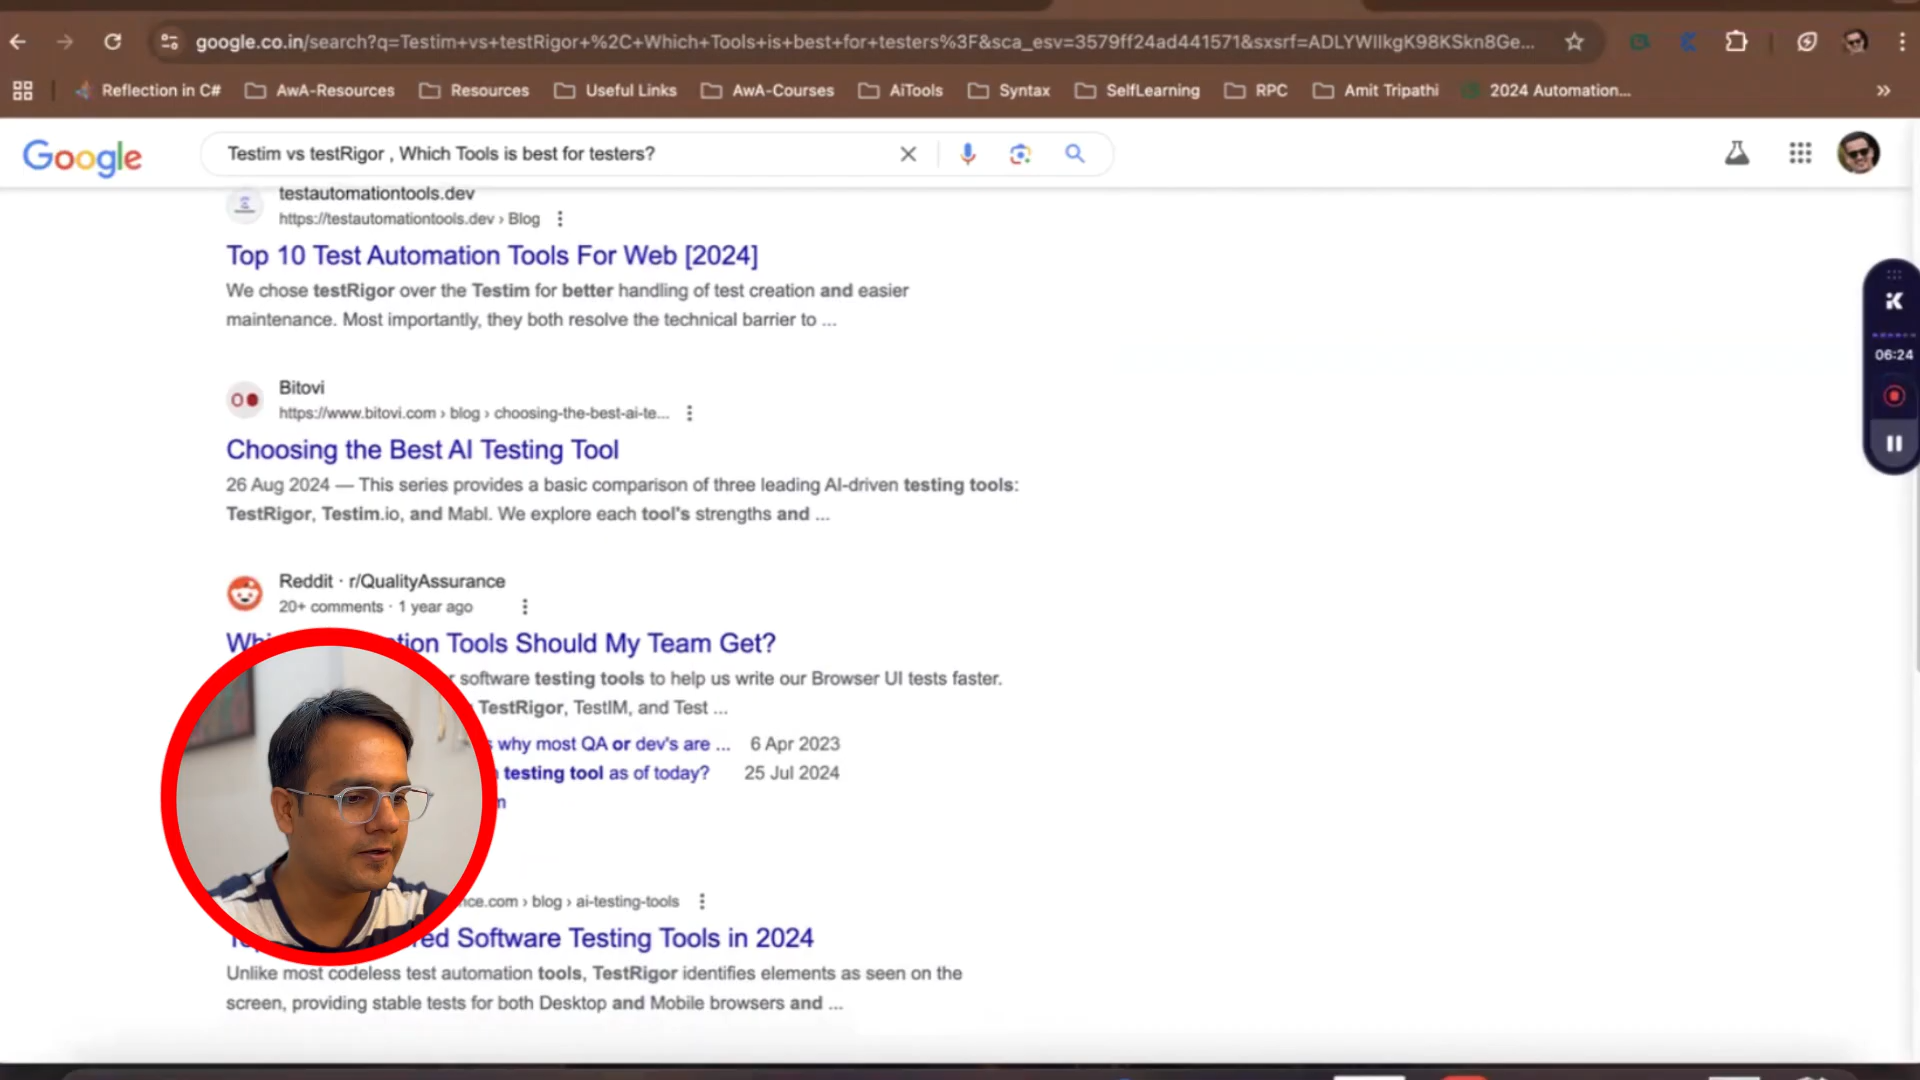 google.co.in/search?q=Testim+vs+testRigor+%2C+Which+Tools+is+best+for+testers%3F&sca_esv=3579ff24ad441571&sxsrf=ADLYWIIkgK98KSkn8Ge...
Reflection in C# AwA-Resources Resources Useful Links AwA-Courses AiTools Syntax SelfLearning RPC Amit Tripathi 2024 Automation... »
Google Testim vs testRigor , Which Tools is best for testers?
testautomationtools.dev
https://testautomationtools.dev › Blog
Top 10 Test Automation Tools For Web [2024]
We chose testRigor over the Testim for better handling of test creation and easier
maintenance. Most importantly, they both resolve the technical barrier to ...
06:24
Bitovi
https://www.bitovi.com › blog › choosing-the-best-ai-te...
Choosing the Best AI Testing Tool
26 Aug 2024 — This series provides a basic comparison of three leading AI-driven testing tools:
TestRigor, Testim.io, and Mabl. We explore each tool's strengths and ...
Reddit · r/QualityAssurance
20+ comments · 1 year ago
Tools Should My Team Get?
software testing tools to help us write our Browser UI tests faster.
TestRigor, TestIM, and Test ...
why most QA or dev's are ... 6 Apr 2023
testing tool as of today? 25 Jul 2024
nce.com › blog › ai-testing-tools
red Software Testing Tools in 2024
Unlike most codeless test automation tools, TestRigor identifies elements as seen on the
screen, providing stable tests for both Desktop and Mobile browsers and ...